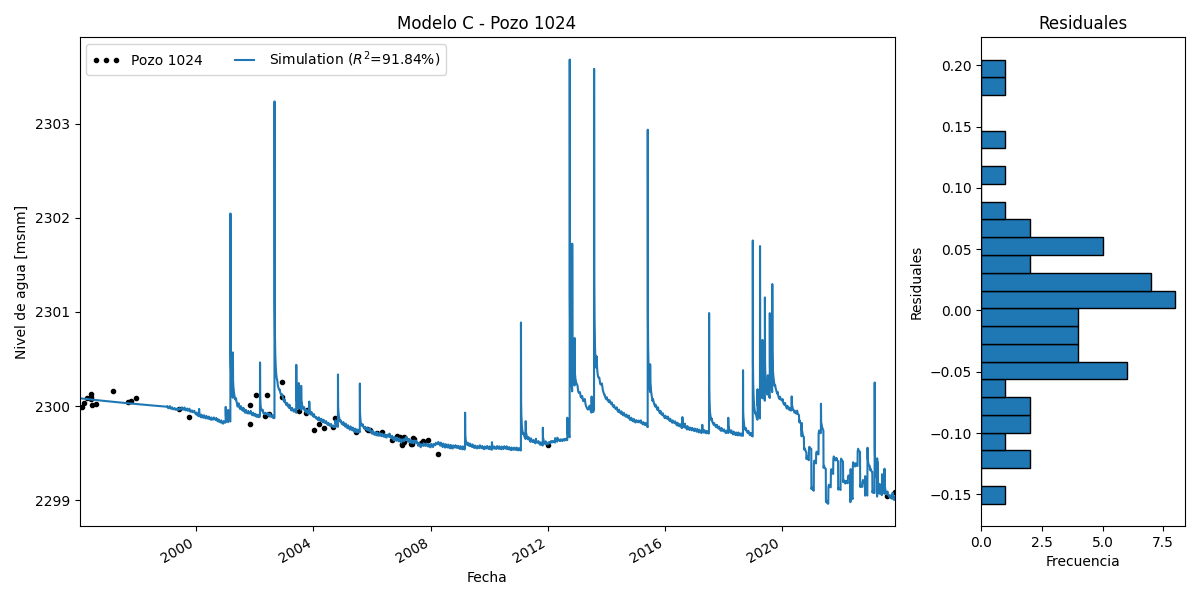 Modelo C - Pozo 1024
Pozo 1024
Simulation (R²=91.84%)
Nivel de agua [msnm]
2303
2302
2301
2300
2299
2000
2004
2008
2012
2016
2020
Fecha
Residuales
Residuales
0.20
0.15
0.10
0.05
0.00
−0.05
−0.10
−0.15
0.0
2.5
5.0
7.5
Frecuencia